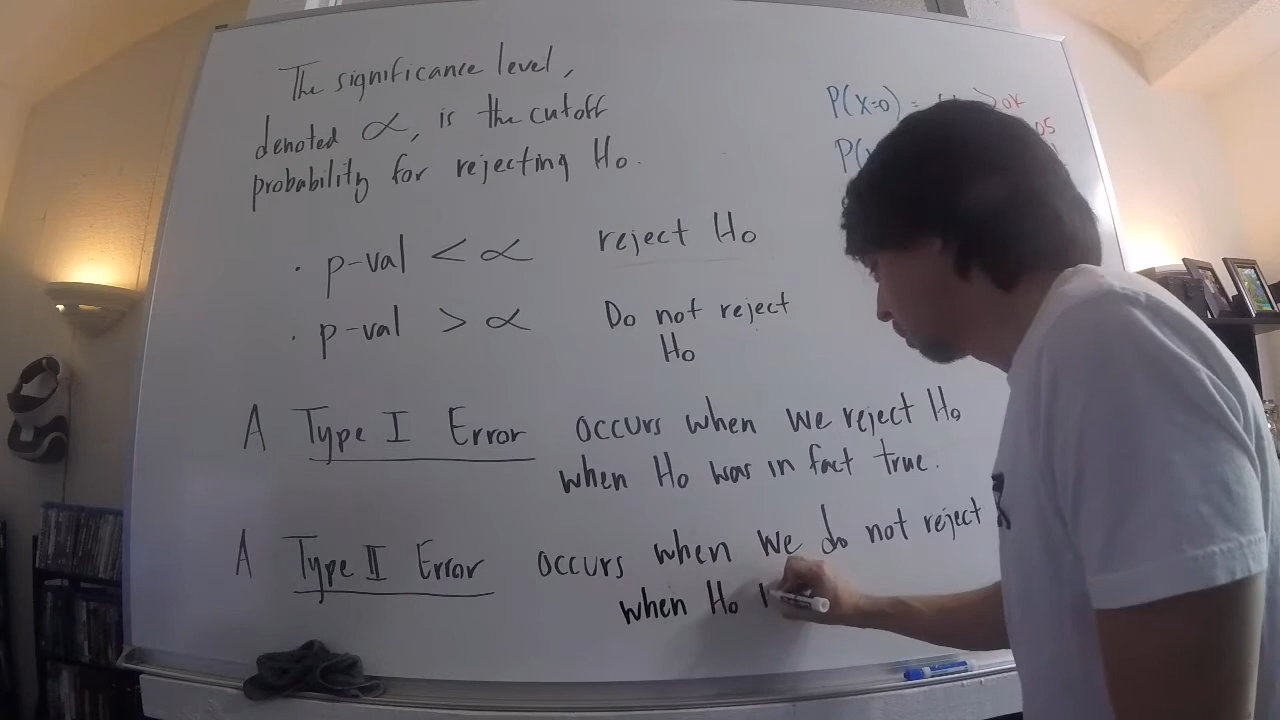 The significance level,
denoted α, is the cutoff
probability for rejecting H₀.
· p-val < α reject H₀
· p-val > α Do not reject
H₀
A Type I Error occurs when we reject H₀
when H₀ was in fact true.
A Type II Error occurs when we do not reject
when H₀
P(X=0) =